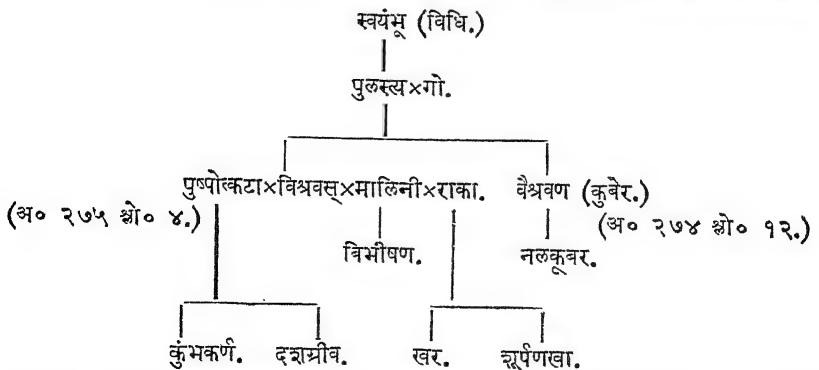 स्वयंभू (विधि.)
पुलस्त्य×गो.
पुष्पोत्कटा×विश्रवस्×मालिनी×राका. वैश्रवण (कुबेर.)
(अ० २७५ श्लो० ४.) (अ० २७४ श्लो० १२.)
बिभीषण. नलकूबर.
कुंभकर्ण. दशग्रीव. खर. शूर्पणखा.